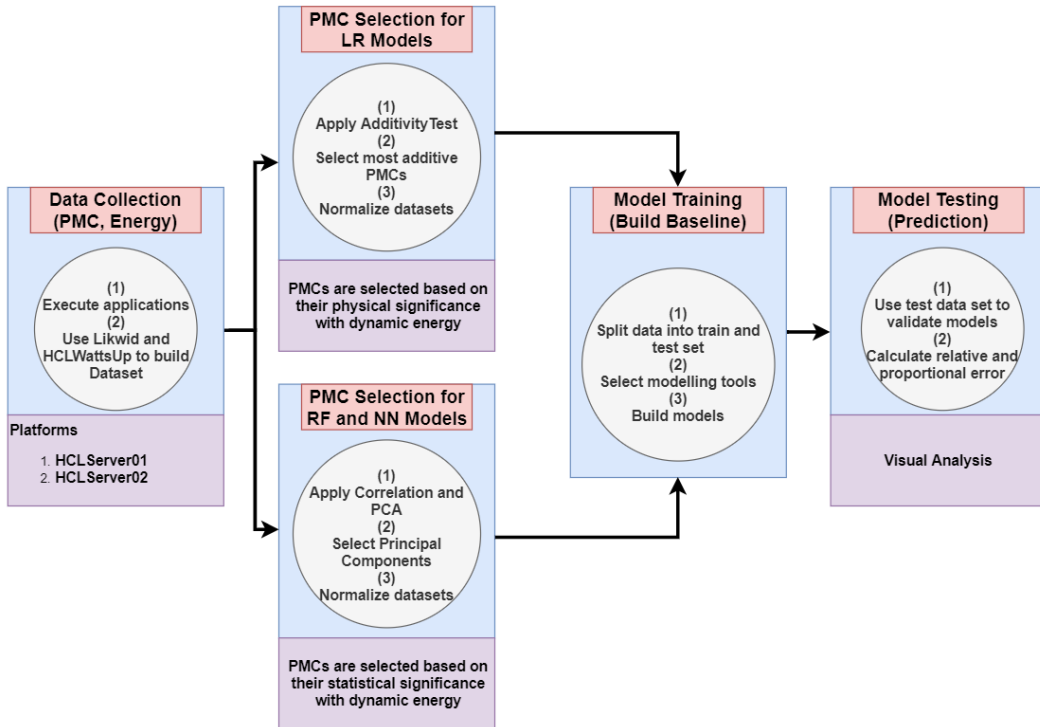 Data Collection
(PMC, Energy)
(1)
Execute applications
(2)
Use Likwid and
HCLWattsUp to build
Dataset
Platforms
1. HCLServer01
2. HCLServer02
PMC Selection for
LR Models
(1)
Apply AdditivityTest
(2)
Select most additive
PMCs
(3)
Normalize datasets
PMCs are selected based on
their physical significance
with dynamic energy
PMC Selection for
RF and NN Models
(1)
Apply Correlation and
PCA
(2)
Select Principal
Components
(3)
Normalize datasets
PMCs are selected based on
their statistical significance
with dynamic energy
Model Training
(Build Baseline)
(1)
Split data into train and
test set
(2)
Select modelling tools
(3)
Build models
Model Testing
(Prediction)
(1)
Use test data set to
validate models
(2)
Calculate relative and
proportional error
Visual Analysis